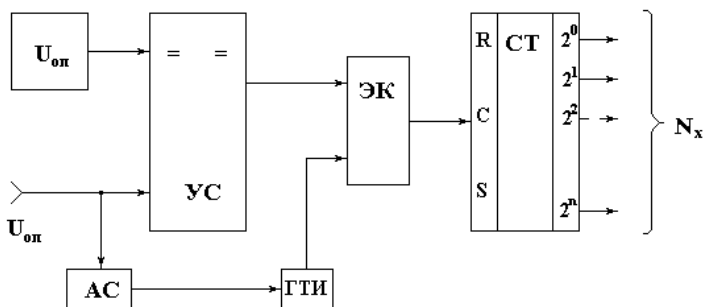 Uоп
= =
УС
Uоп
АС
ГТИ
ЭК
R
C
S
СТ
2⁰
2¹
2²
2ⁿ
Nₓ